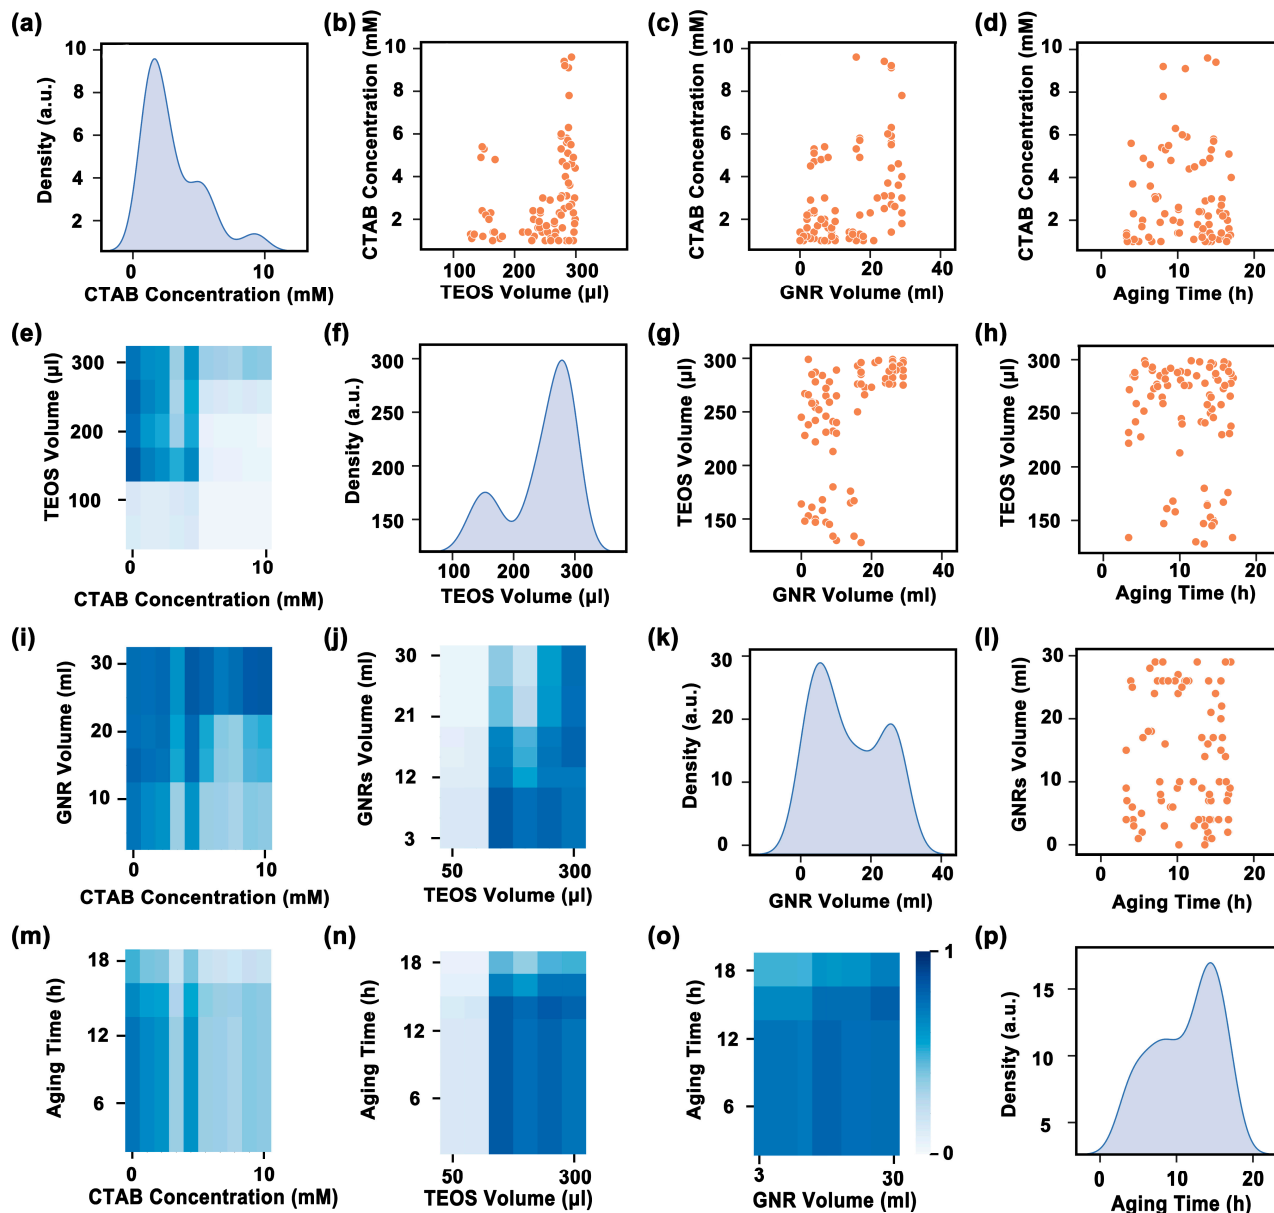 (a)
10
8
6
4
2
Density (a.u.)
0 10
CTAB Concentration (mM)
(b)
10
8
6
4
2
CTAB Concentration (mM)
100 200 300
TEOS Volume (µl)
(c)
10
8
6
4
2
CTAB Concentration (mM)
0 20 40
GNR Volume (ml)
(d)
10
8
6
4
2
CTAB Concentration (mM)
0 10 20
Aging Time (h)
(e)
300
200
100
TEOS Volume (µl)
0 10
CTAB Concentration (mM)
(f)
300
250
200
150
Density (a.u.)
100 200 300
TEOS Volume (µl)
(g)
300
250
200
150
TEOS Volume (µl)
0 20 40
GNR Volume (ml)
(h)
300
250
200
150
TEOS Volume (µl)
0 10 20
Aging Time (h)
(i)
30
20
10
GNR Volume (ml)
0 10
CTAB Concentration (mM)
(j)
30
21
12
3
GNRs Volume (ml)
50 300
TEOS Volume (µl)
(k)
30
20
10
0
Density (a.u.)
0 20 40
GNR Volume (ml)
(l)
30
20
10
0
GNRs Volume (ml)
0 10 20
Aging Time (h)
(m)
18
12
6
Aging Time (h)
0 10
CTAB Concentration (mM)
(n)
18
12
6
Aging Time (h)
50 300
TEOS Volume (µl)
(o)
18
12
6
Aging Time (h)
3 30
GNR Volume (ml)
1
0
(p)
15
10
5
Density (a.u.)
0 10 20
Aging Time (h)